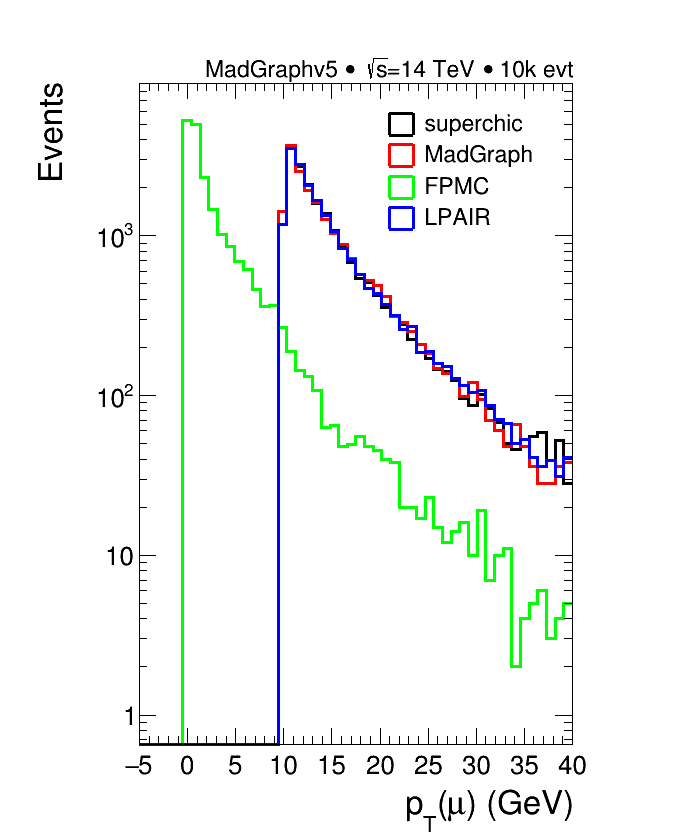 MadGraphv5 • √s=14 TeV • 10k evt
Events
superchic
MadGraph
FPMC
LPAIR
10³
10²
10
1
−5 0 5 10 15 20 25 30 35 40
p_T(μ) (GeV)